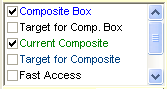 Composite Box
Target for Comp. Box
Current Composite
Target for Composite
Fast Access